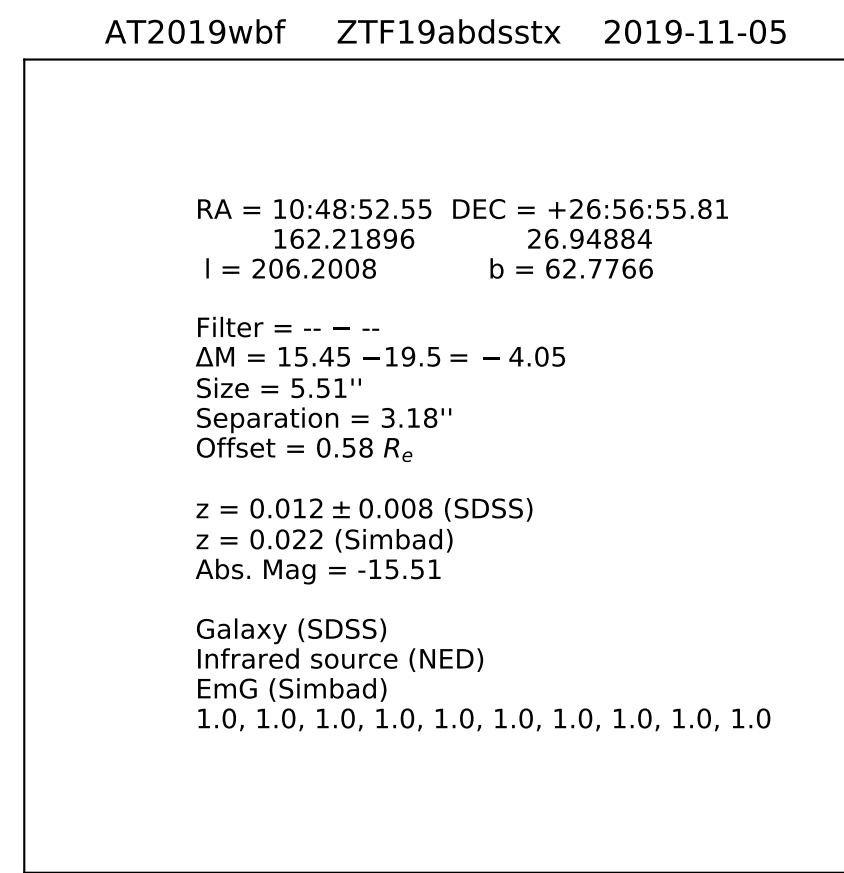 AT2019wbf ZTF19abdsstx 2019-11-05
RA = 10:48:52.55 DEC = +26:56:55.81
162.21896 26.94884
l = 206.2008 b = 62.7766
Filter = -- − --
ΔM = 15.45 −19.5 = − 4.05
Size = 5.51''
Separation = 3.18''
Offset = 0.58 Rₑ
z = 0.012 ± 0.008 (SDSS)
z = 0.022 (Simbad)
Abs. Mag = -15.51
Galaxy (SDSS)
Infrared source (NED)
EmG (Simbad)
1.0, 1.0, 1.0, 1.0, 1.0, 1.0, 1.0, 1.0, 1.0, 1.0